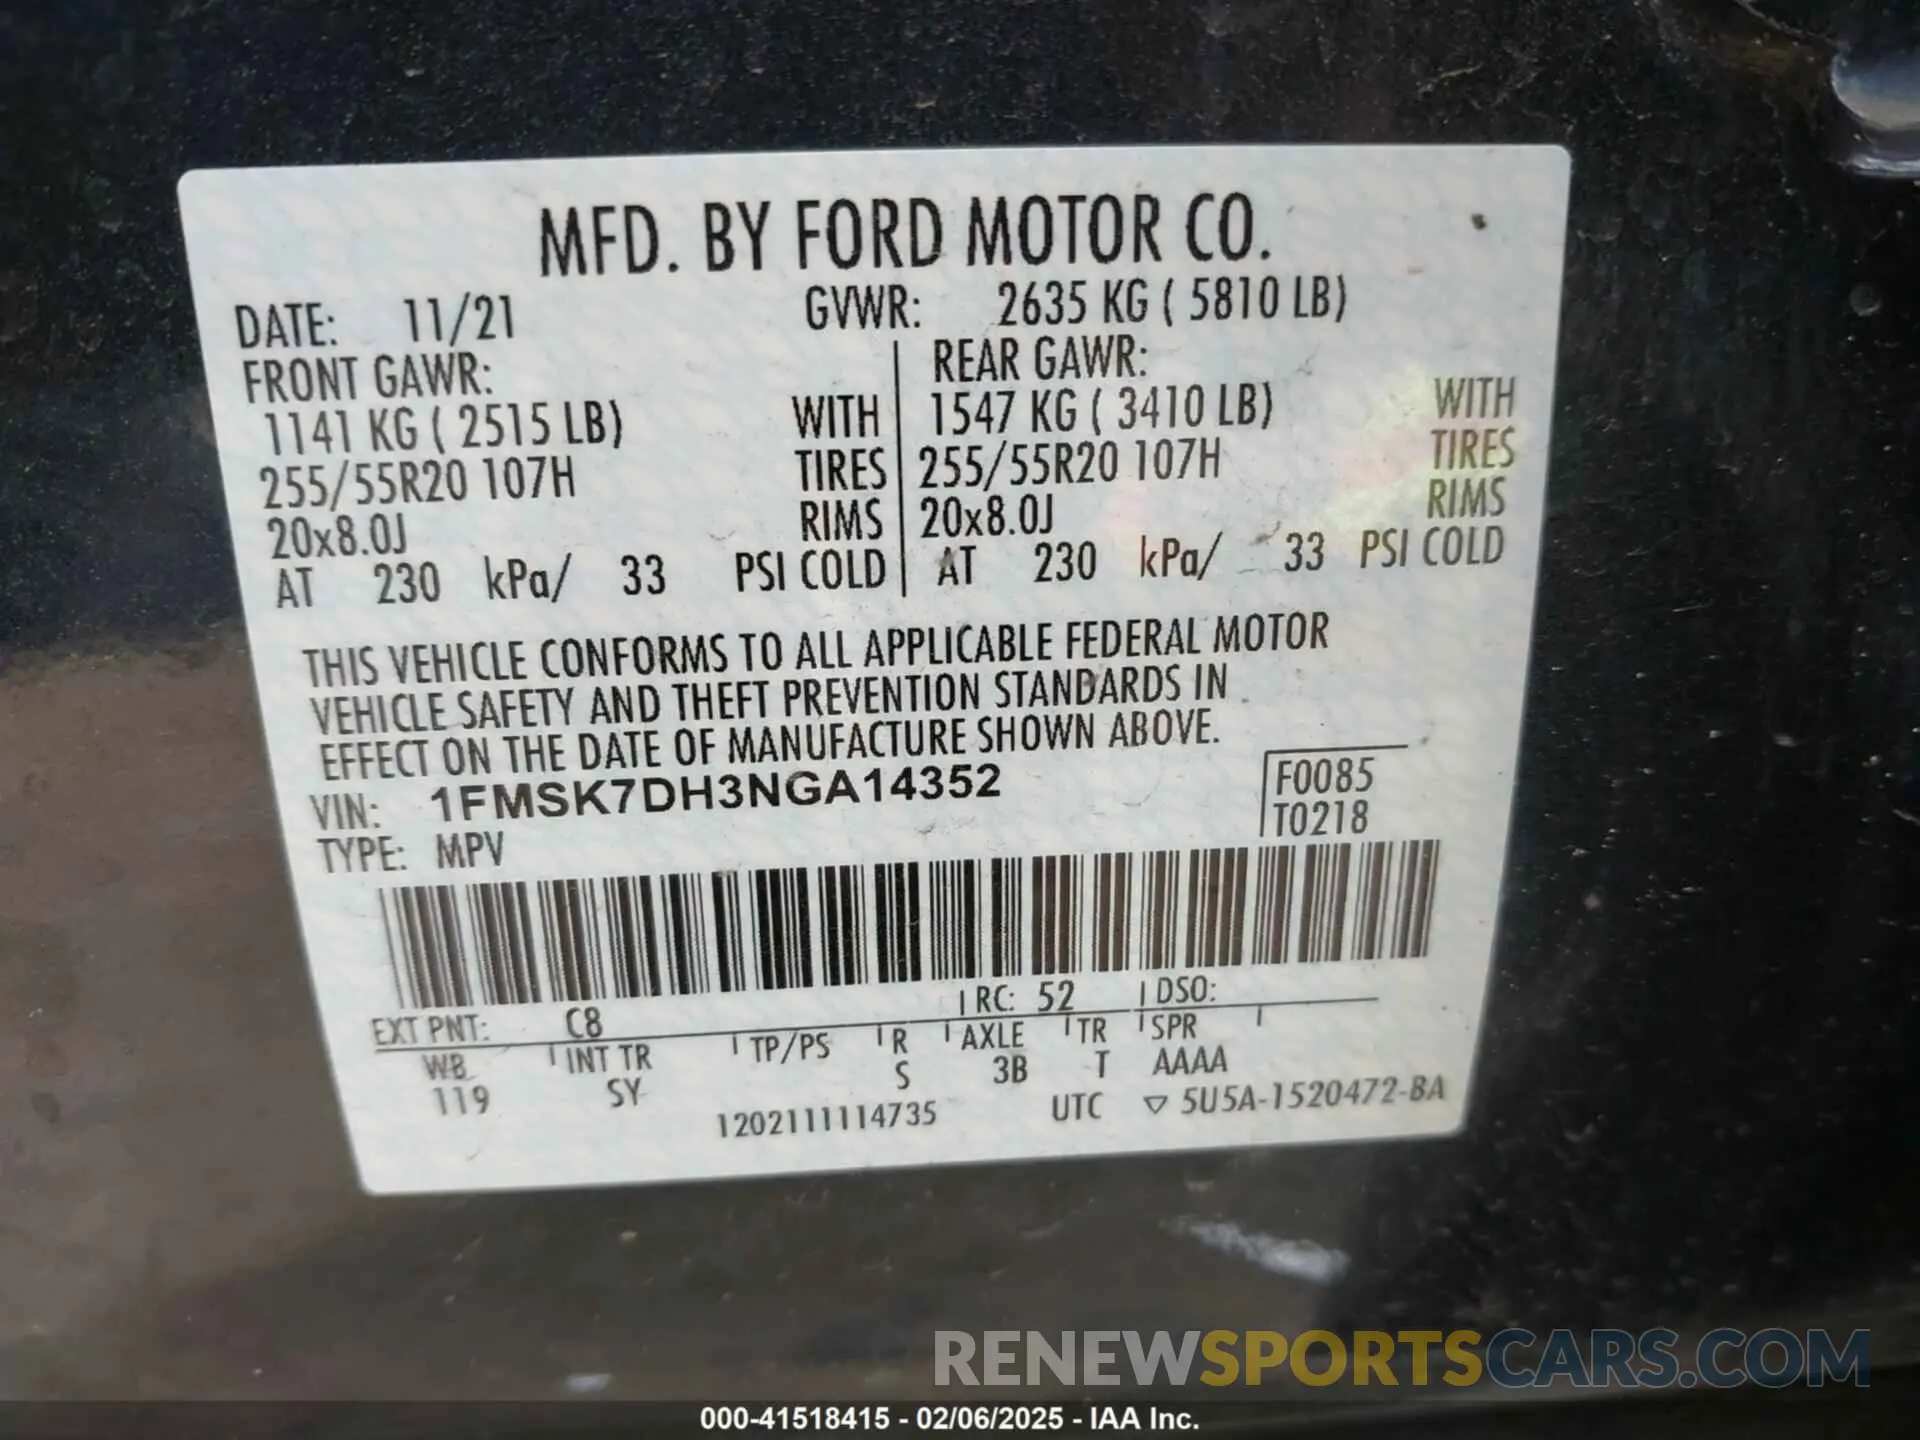 MFD. BY FORD MOTOR CO.
DATE: 11/21 GVWR: 2635 KG ( 5810 LB)
FRONT GAWR: REAR GAWR:
1141 KG ( 2515 LB) WITH 1547 KG ( 3410 LB) WITH
255/55R20 107H TIRES 255/55R20 107H TIRES
20x8.0J RIMS 20x8.0J RIMS
AT 230 kPa/ 33 PSI COLD AT 230 kPa/ 33 PSI COLD
THIS VEHICLE CONFORMS TO ALL APPLICABLE FEDERAL MOTOR
VEHICLE SAFETY AND THEFT PREVENTION STANDARDS IN
EFFECT ON THE DATE OF MANUFACTURE SHOWN ABOVE.
VIN: 1FMSK7DH3NGA14352 F0085
TYPE: MPV T0218
EXT PNT: C8 RC: 52 DSO:
WB INT TR TP/PS R AXLE TR SPR
119 SY S 3B T AAAA
1202111114735 UTC ▽ 5U5A-1520472-BA
RENEWSPORTSCARS.COM
000-41518415 - 02/06/2025 - IAA Inc.